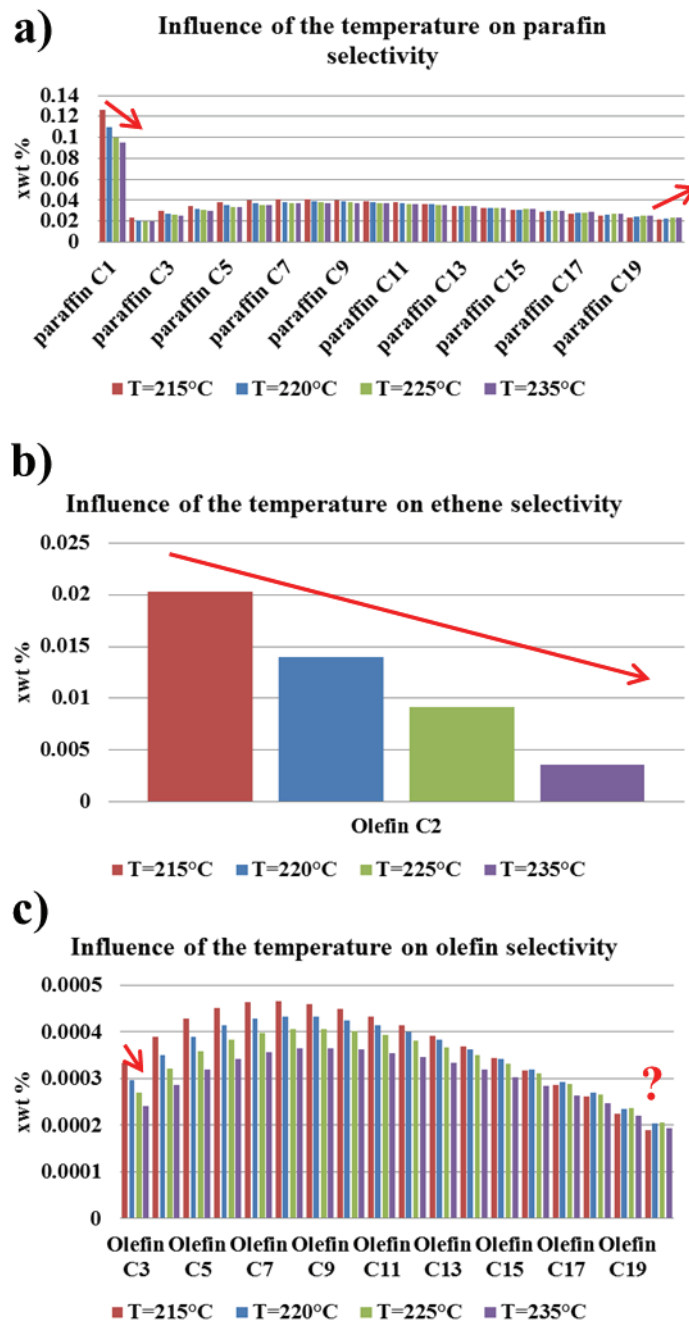 a)
Influence of the temperature on parafin
selectivity
0.14
0.12
0.1
0.08
0.06
0.04
0.02
0
xwt %
paraffin C1
paraffin C3
paraffin C5
paraffin C7
paraffin C9
paraffin C11
paraffin C13
paraffin C15
paraffin C17
paraffin C19
T=215°C T=220°C T=225°C T=235°C
b)
Influence of the temperature on ethene selectivity
0.025
0.02
0.015
0.01
0.005
0
xwt %
Olefin C2
T=215°C T=220°C T=225°C T=235°C
c)
Influence of the temperature on olefin selectivity
0.0005
0.0004
0.0003
0.0002
0.0001
0
xwt %
?
Olefin Olefin Olefin Olefin Olefin Olefin Olefin Olefin Olefin
C3 C5 C7 C9 C11 C13 C15 C17 C19
T=215°C T=220°C T=225°C T=235°C